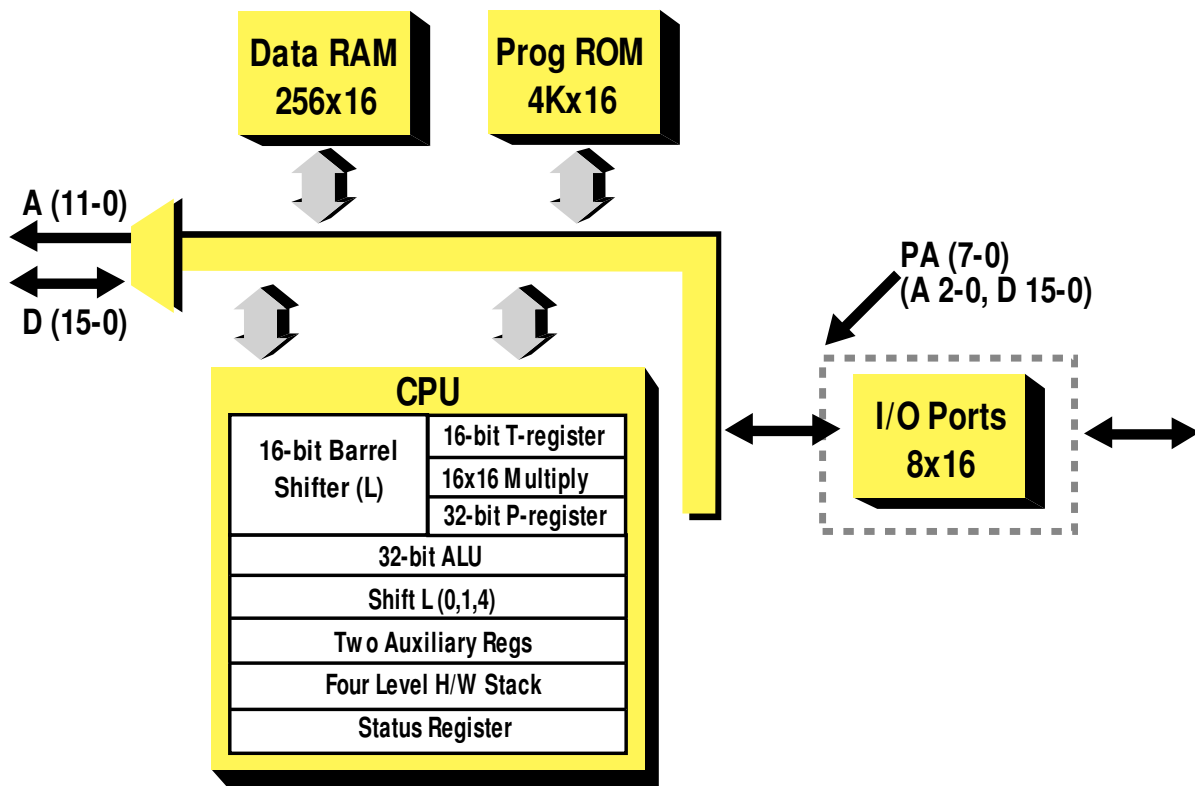 Data RAM
256x16
Prog ROM
4Kx16
A (11-0)
D (15-0)
PA (7-0)
(A 2-0, D 15-0)
CPU
16-bit Barrel
Shifter (L)
16-bit T-register
16x16 Multiply
32-bit P-register
32-bit ALU
Shift L (0,1,4)
Two Auxiliary Regs
Four Level H/W Stack
Status Register
I/O Ports
8x16